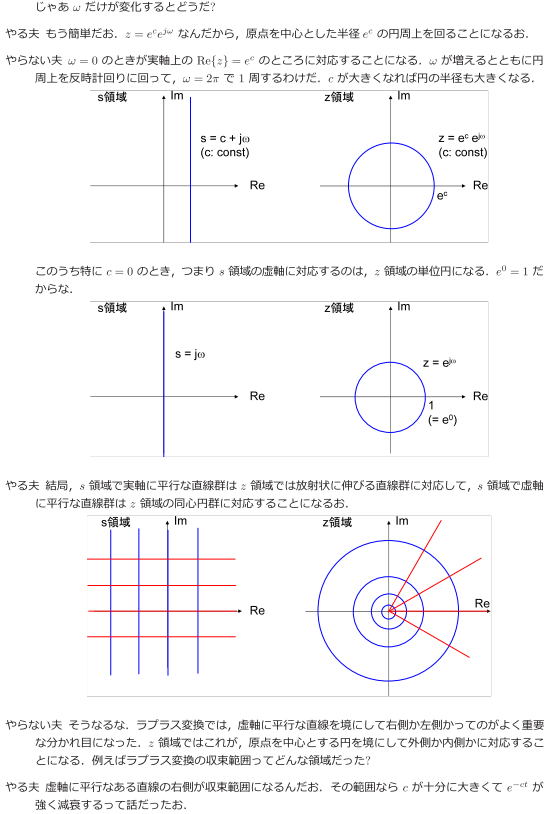 じゃあ ω だけが変化するとどうだ?
やる夫 もう簡単だお．z = e^c e^{jω} なんだから，原点を中心とした半径 e^c の円周上を回ることになるお．
やらない夫 ω = 0 のときが実軸上の Re{z} = e^c のところに対応することになる．ω が増えるとともに円
周上を反時計回りに回って，ω = 2π で 1 周するわけだ．c が大きくなれば円の半径も大きくなる．
s領域 Im z領域 Im
s = c + jω z = e^c e^{jω}
(c: const) (c: const)
Re Re
e^c
このうち特に c = 0 のとき，つまり s 領域の虚軸に対応するのは，z 領域の単位円になる．e^0 = 1 だ
からな．
s領域 Im z領域 Im
s = jω z = e^{jω}
Re Re
1
(= e^0)
やる夫 結局，s 領域で実軸に平行な直線群は z 領域では放射状に伸びる直線群に対応して，s 領域で虚軸
に平行な直線群は z 領域の同心円群に対応することになるお．
s領域 Im z領域 Im
Re Re
やらない夫 そうなるな．ラプラス変換では，虚軸に平行な直線を境にして右側か左側かってのがよく重要
な分かれ目になった．z 領域ではこれが，原点を中心とする円を境にして外側か内側かに対応するこ
とになる．例えばラプラス変換の収束範囲ってどんな領域だった?
やる夫 虚軸に平行なある直線の右側が収束範囲になるんだお．その範囲なら c が十分に大きくて e^{-ct} が
強く減衰するって話だったお．